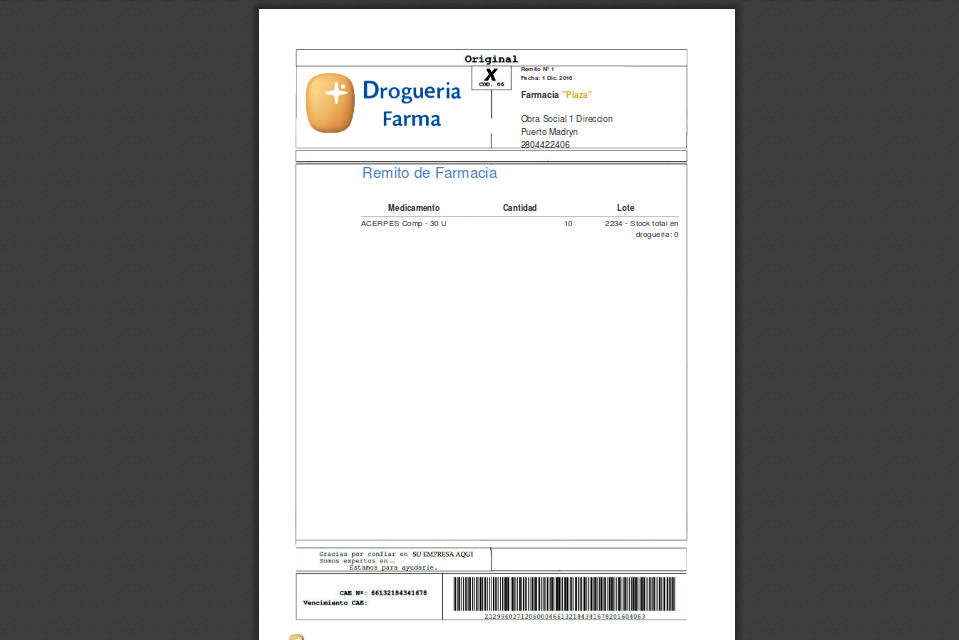 Original
X
COD. 66
Drogueria
Farma
Remito Nº 1
Fecha: 1 Dic. 2016
Farmacia "Plaza"
Obra Social 1 Direccion
Puerto Madryn
2804422406
Remito de Farmacia
Medicamento Cantidad Lote
ACERPES Comp - 30 U 10 2234 - Stock total en
drogueria: 0
Gracias por confiar en SU EMPRESA AQUI
Somos expertos en ...
Estamos para ayudarle.
CAE Nº: 66132184341678
Vencimiento CAE: